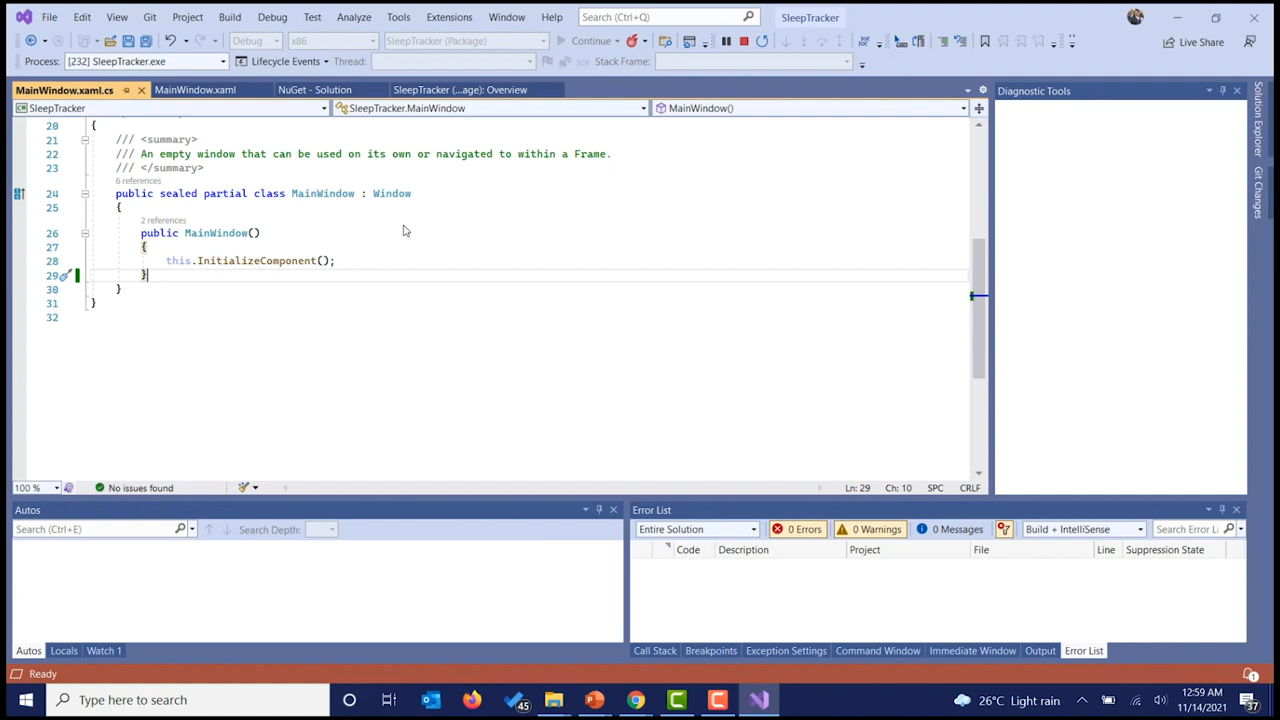 File Edit View Git Project Build Debug Test Analyze Tools Extensions Window Help Search (Ctrl+Q) SleepTracker
Debug x86 SleepTracker (Package) Continue Live Share
Process: [232] SleepTracker.exe Lifecycle Events Thread: Stack Frame:
MainWindow.xaml.cs MainWindow.xaml NuGet - Solution SleepTracker (...age): Overview Diagnostic Tools
SleepTracker SleepTracker.MainWindow MainWindow()
20 {
21 /// <summary>
22 /// An empty window that can be used on its own or navigated to within a Frame.
23 /// </summary>
6 references
24 public sealed partial class MainWindow : Window
25 {
2 references
26 public MainWindow()
27 {
28 this.InitializeComponent();
29 }
30 }
31 }
32
Solution Explorer
Git Changes
100 % No issues found Ln: 29 Ch: 10 SPC CRLF
Autos
Search (Ctrl+E) Search Depth:
Error List
Entire Solution 0 Errors 0 Warnings 0 Messages Build + IntelliSense Search Error Li
Code Description Project File Line Suppression State
Autos Locals Watch 1
Call Stack Breakpoints Exception Settings Command Window Immediate Window Output Error List
Ready 1
Type here to search 45 26°C Light rain 12:59 AM
11/14/2021 37